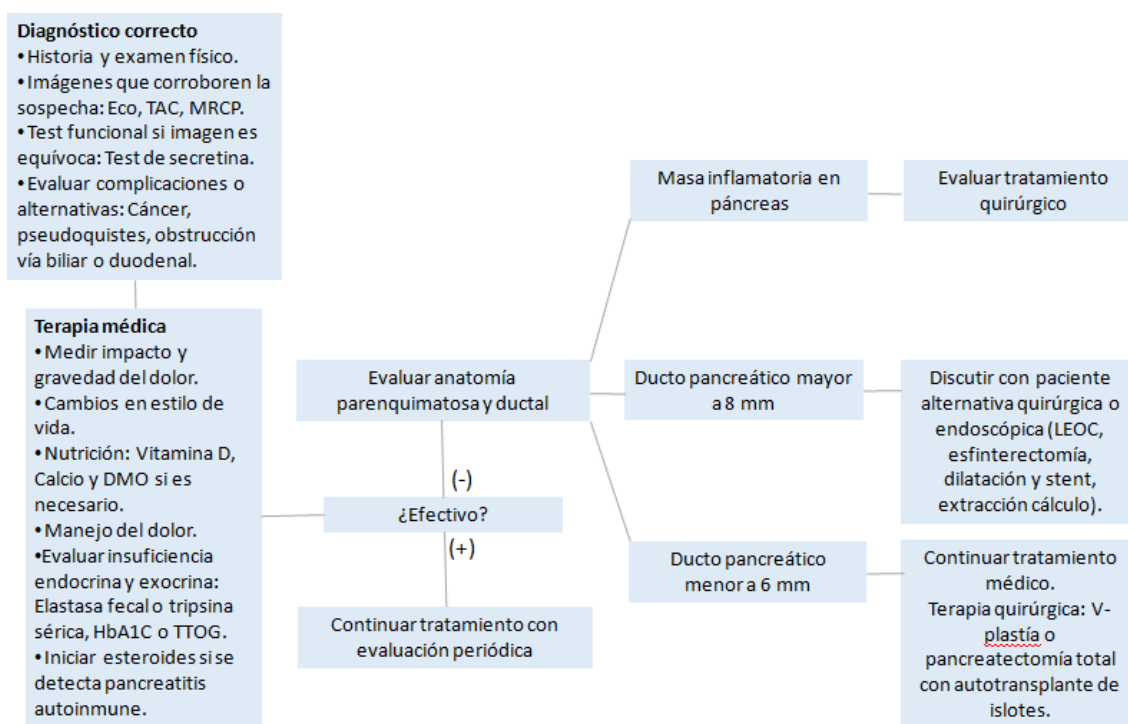 Diagnóstico correcto
•Historia y examen físico.
•Imágenes que corroboren la
sospecha: Eco, TAC, MRCP.
•Test funcional si imagen es
equívoca: Test de secretina.
•Evaluar complicaciones o
alternativas: Cáncer,
pseudoquistes, obstrucción
vía biliar o duodenal.
Terapia médica
•Medir impacto y
gravedad del dolor.
•Cambios en estilo de
vida.
•Nutrición: Vitamina D,
Calcio y DMO si es
necesario.
•Manejo del dolor.
•Evaluar insuficiencia
endocrina y exocrina:
Elastasa fecal o tripsina
sérica, HbA1C o TTOG.
•Iniciar esteroides si se
detecta pancreatitis
autoinmune.
Evaluar anatomía
parenquimatosa y ductal
(-)
¿Efectivo?
(+)
Continuar tratamiento con
evaluación periódica
Masa inflamatoria en
páncreas
Evaluar tratamiento
quirúrgico
Ducto pancreático mayor
a 8 mm
Discutir con paciente
alternativa quirúrgica o
endoscópica (LEOC,
esfinterectomía,
dilatación y stent,
extracción cálculo).
Ducto pancreático
menor a 6 mm
Continuar tratamiento
médico.
Terapia quirúrgica: V-
plastía o
pancreatectomía total
con autotransplante de
islotes.